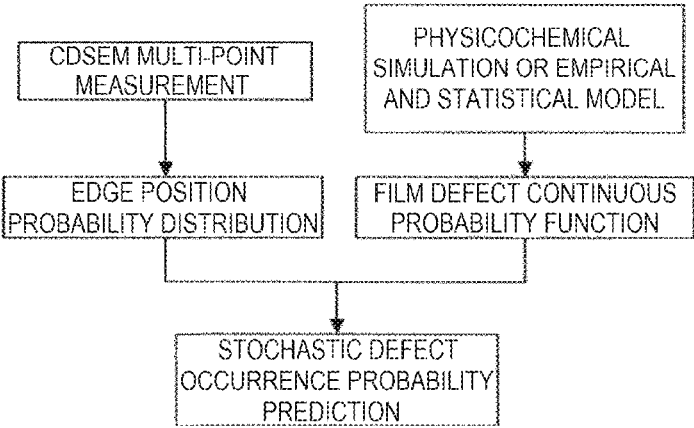 CDSEM MULTI-POINT
MEASUREMENT
PHYSICOCHEMICAL
SIMULATION OR EMPIRICAL
AND STATISTICAL MODEL
EDGE POSITION
PROBABILITY DISTRIBUTION
FILM DEFECT CONTINUOUS
PROBABILITY FUNCTION
STOCHASTIC DEFECT
OCCURRENCE PROBABILITY
PREDICTION